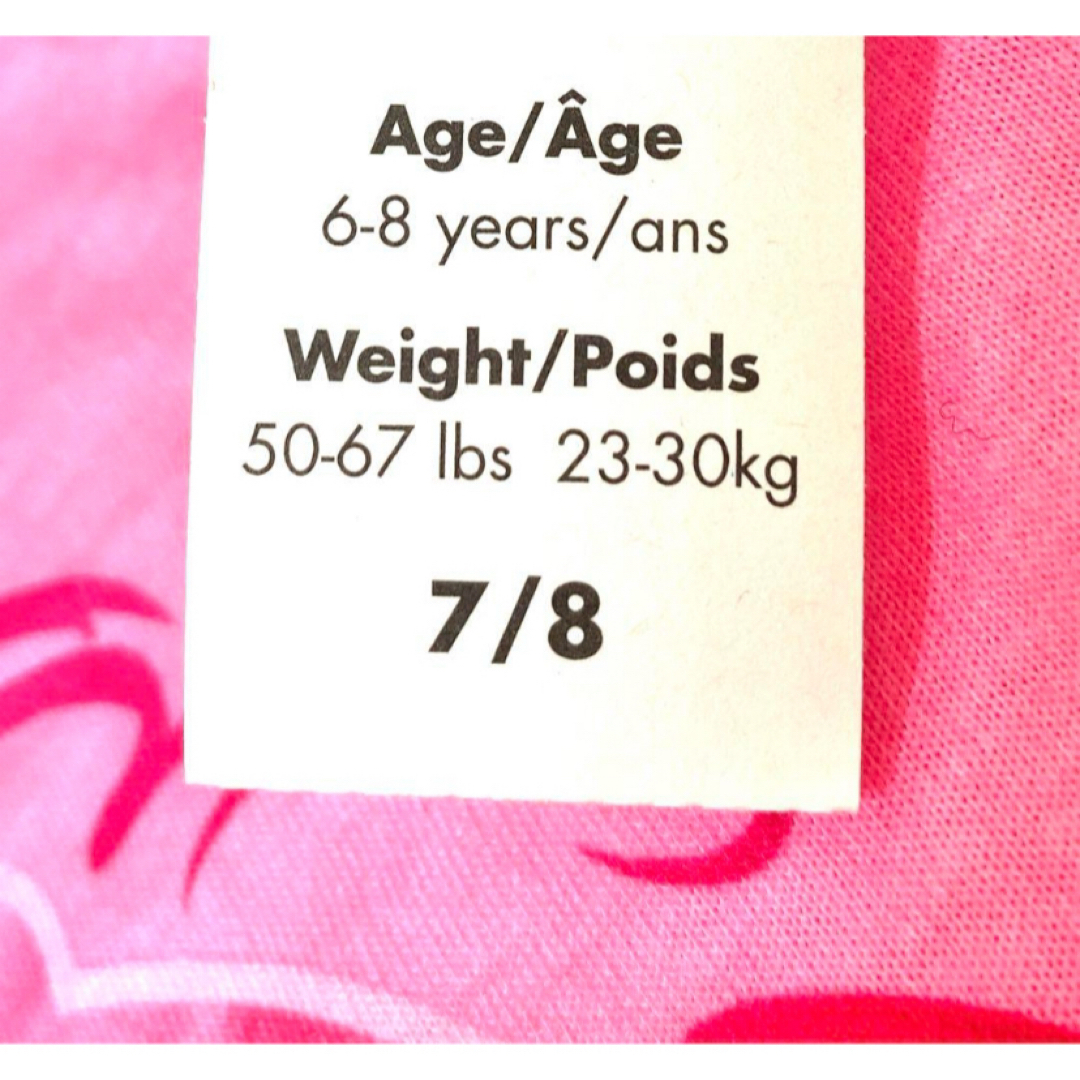 Age/Âge
6-8 years/ans
Weight/Poids
50-67 lbs 23-30kg
7/8